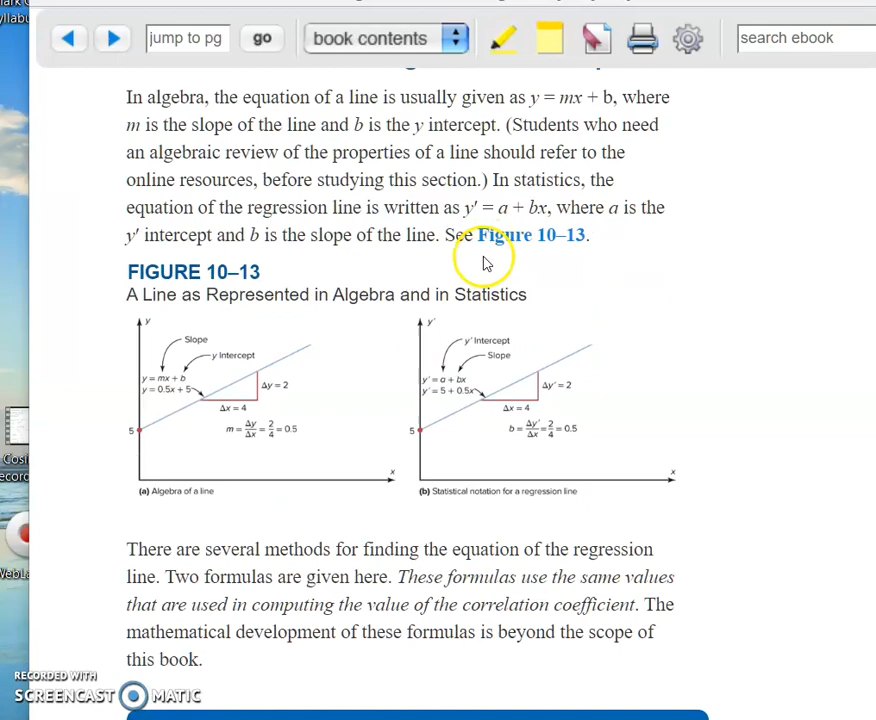 jump to pg
go
book contents
search ebook
In algebra, the equation of a line is usually given as y = mx + b, where
m is the slope of the line and b is the y intercept. (Students who need
an algebraic review of the properties of a line should refer to the
online resources, before studying this section.) In statistics, the
equation of the regression line is written as y′ = a + bx, where a is the
y′ intercept and b is the slope of the line. See Figure 10–13.
FIGURE 10–13
A Line as Represented in Algebra and in Statistics
y
Slope
y Intercept
y = mx + b
y = 0.5x + 5
Δy = 2
Δx = 4
m = Δy/Δx = 2/4 = 0.5
5
x
(a) Algebra of a line
y′
y′ Intercept
Slope
y′ = a + bx
y′ = 5 + 0.5x
Δy′ = 2
Δx = 4
b = Δy′/Δx = 2/4 = 0.5
5
x
(b) Statistical notation for a regression line
There are several methods for finding the equation of the regression
line. Two formulas are given here. These formulas use the same values
that are used in computing the value of the correlation coefficient. The
mathematical development of these formulas is beyond the scope of
this book.
RECORDED WITH
SCREENCAST MATIC